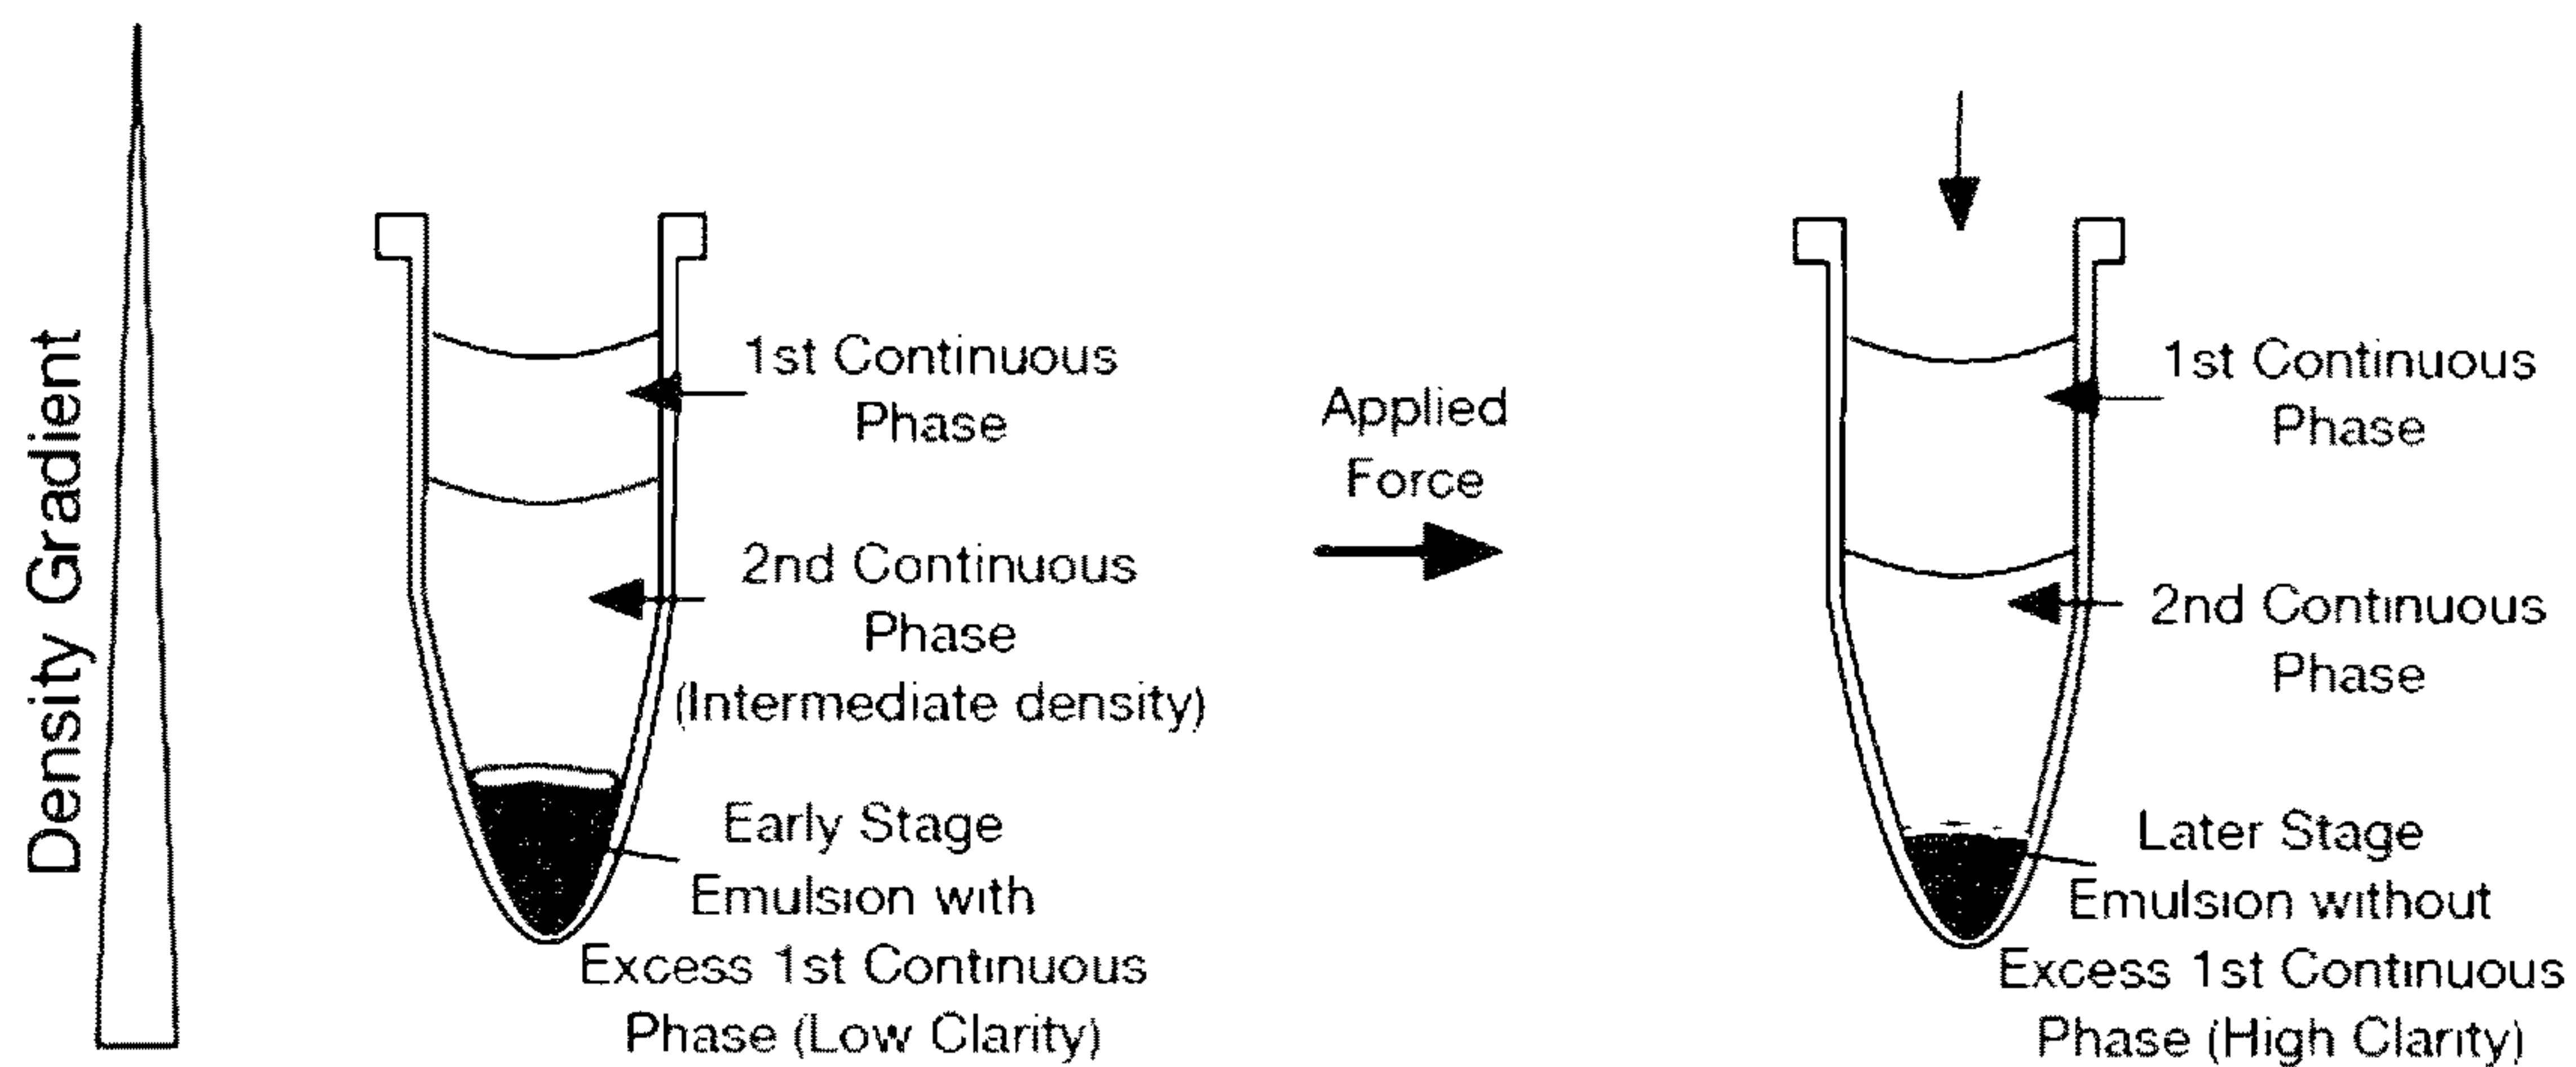 Density Gradient
1st Continuous
Phase
2nd Continuous
Phase
(Intermediate density)
Early Stage
Emulsion with
Excess 1st Continuous
Phase (Low Clarity)
Applied
Force
1st Continuous
Phase
2nd Continuous
Phase
Later Stage
Emulsion without
Excess 1st Continuous
Phase (High Clarity)